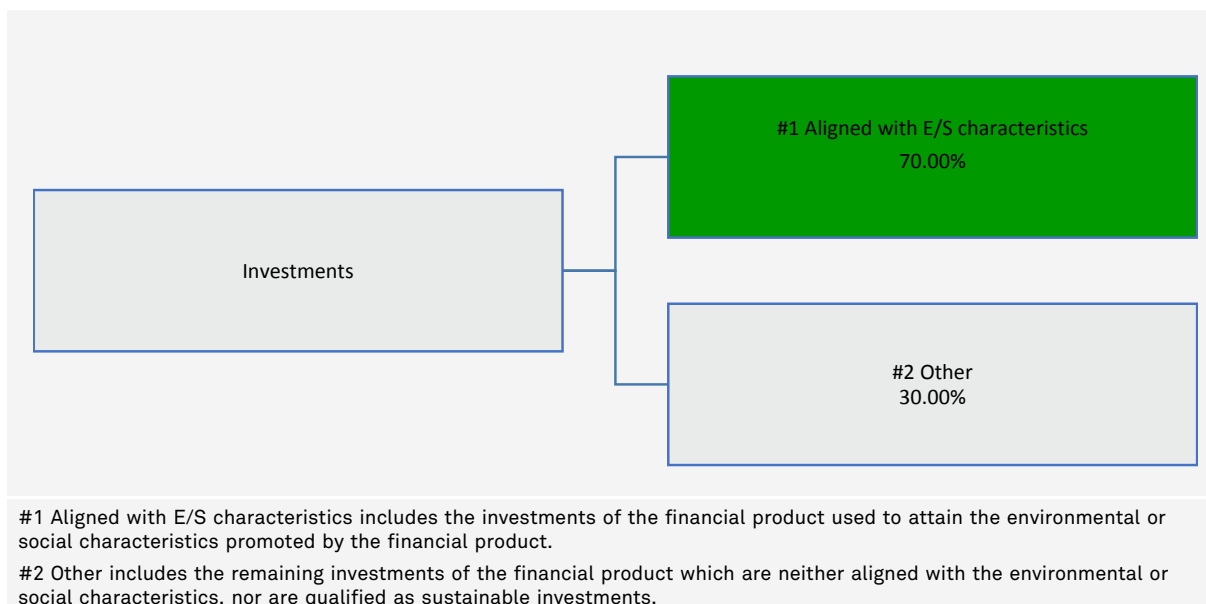 #1 Aligned with E/S characteristics
70.00%
Investments
#2 Other
30.00%
#1 Aligned with E/S characteristics includes the investments of the financial product used to attain the environmental or
social characteristics promoted by the financial product.
#2 Other includes the remaining investments of the financial product which are neither aligned with the environmental or
social characteristics, nor are qualified as sustainable investments.